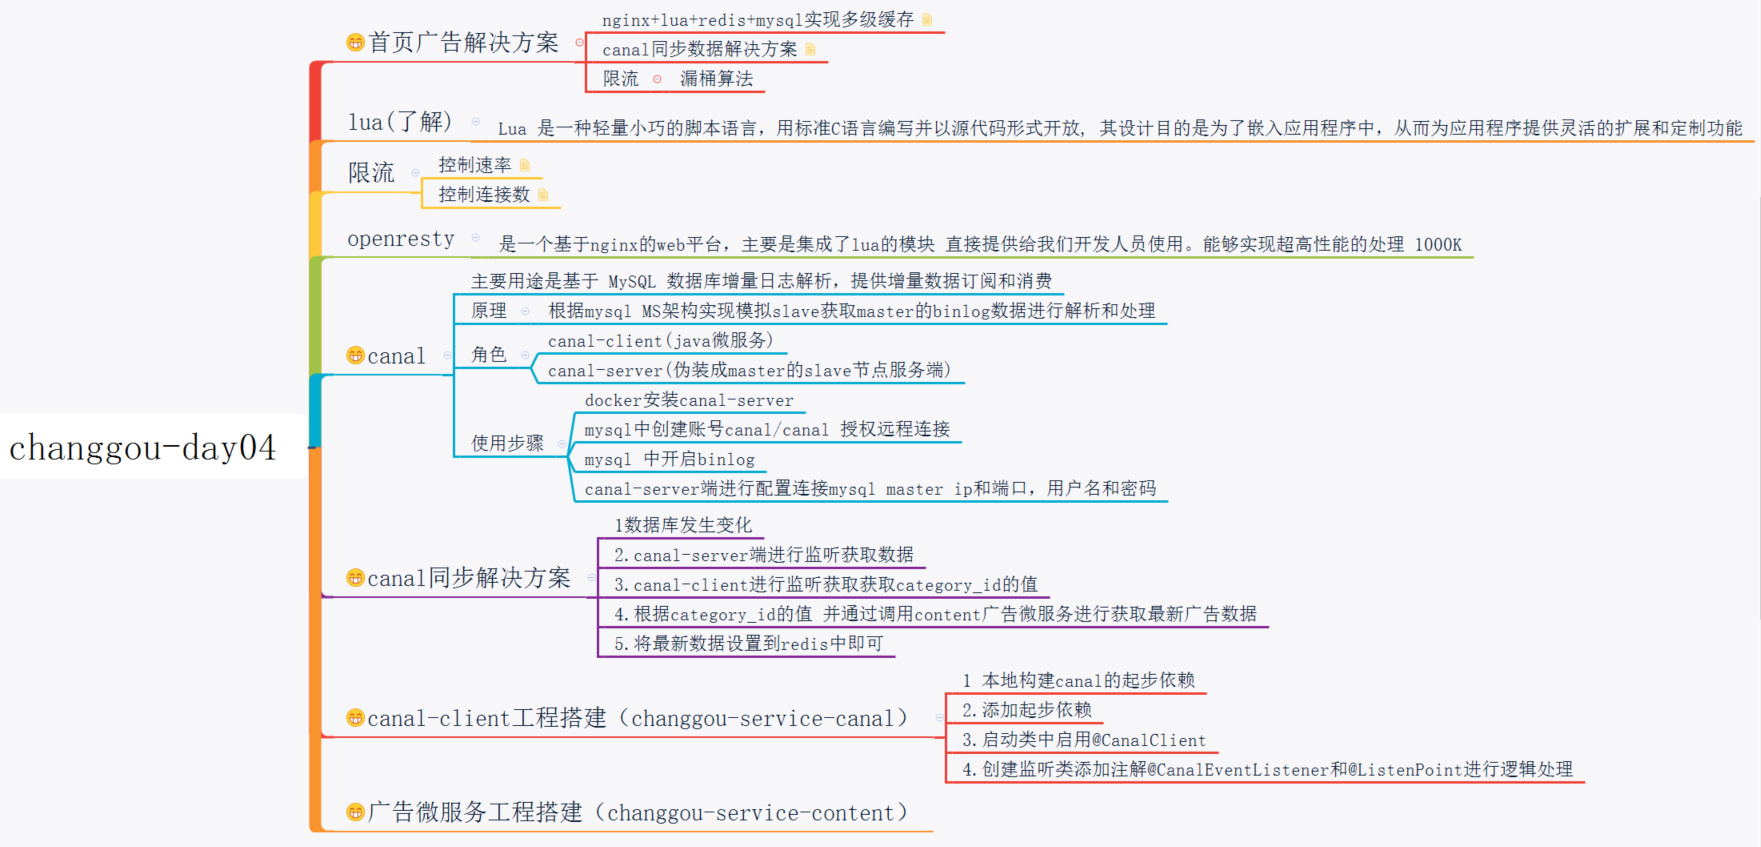 changgou-day04
首页广告解决方案
nginx+lua+redis+mysql实现多级缓存
canal同步数据解决方案
限流
漏桶算法
lua(了解)
Lua 是一种轻量小巧的脚本语言，用标准C语言编写并以源代码形式开放, 其设计目的是为了嵌入应用程序中，从而为应用程序提供灵活的扩展和定制功能
限流
控制速率
控制连接数
openresty
是一个基于nginx的web平台，主要是集成了lua的模块 直接提供给我们开发人员使用。能够实现超高性能的处理 1000K
canal
主要用途是基于 MySQL 数据库增量日志解析，提供增量数据订阅和消费
原理
根据mysql MS架构实现模拟slave获取master的binlog数据进行解析和处理
角色
canal-client(java微服务)
canal-server(伪装成master的slave节点服务端)
使用步骤
docker安装canal-server
mysql中创建账号canal/canal 授权远程连接
mysql 中开启binlog
canal-server端进行配置连接mysql master ip和端口，用户名和密码
canal同步解决方案
1数据库发生变化
2.canal-server端进行监听获取数据
3.canal-client进行监听获取获取category_id的值
4.根据category_id的值 并通过调用content广告微服务进行获取最新广告数据
5.将最新数据设置到redis中即可
canal-client工程搭建（changgou-service-canal）
1 本地构建canal的起步依赖
2.添加起步依赖
3.启动类中启用@CanalClient
4.创建监听类添加注解@CanalEventListener和@ListenPoint进行逻辑处理
广告微服务工程搭建（changgou-service-content）